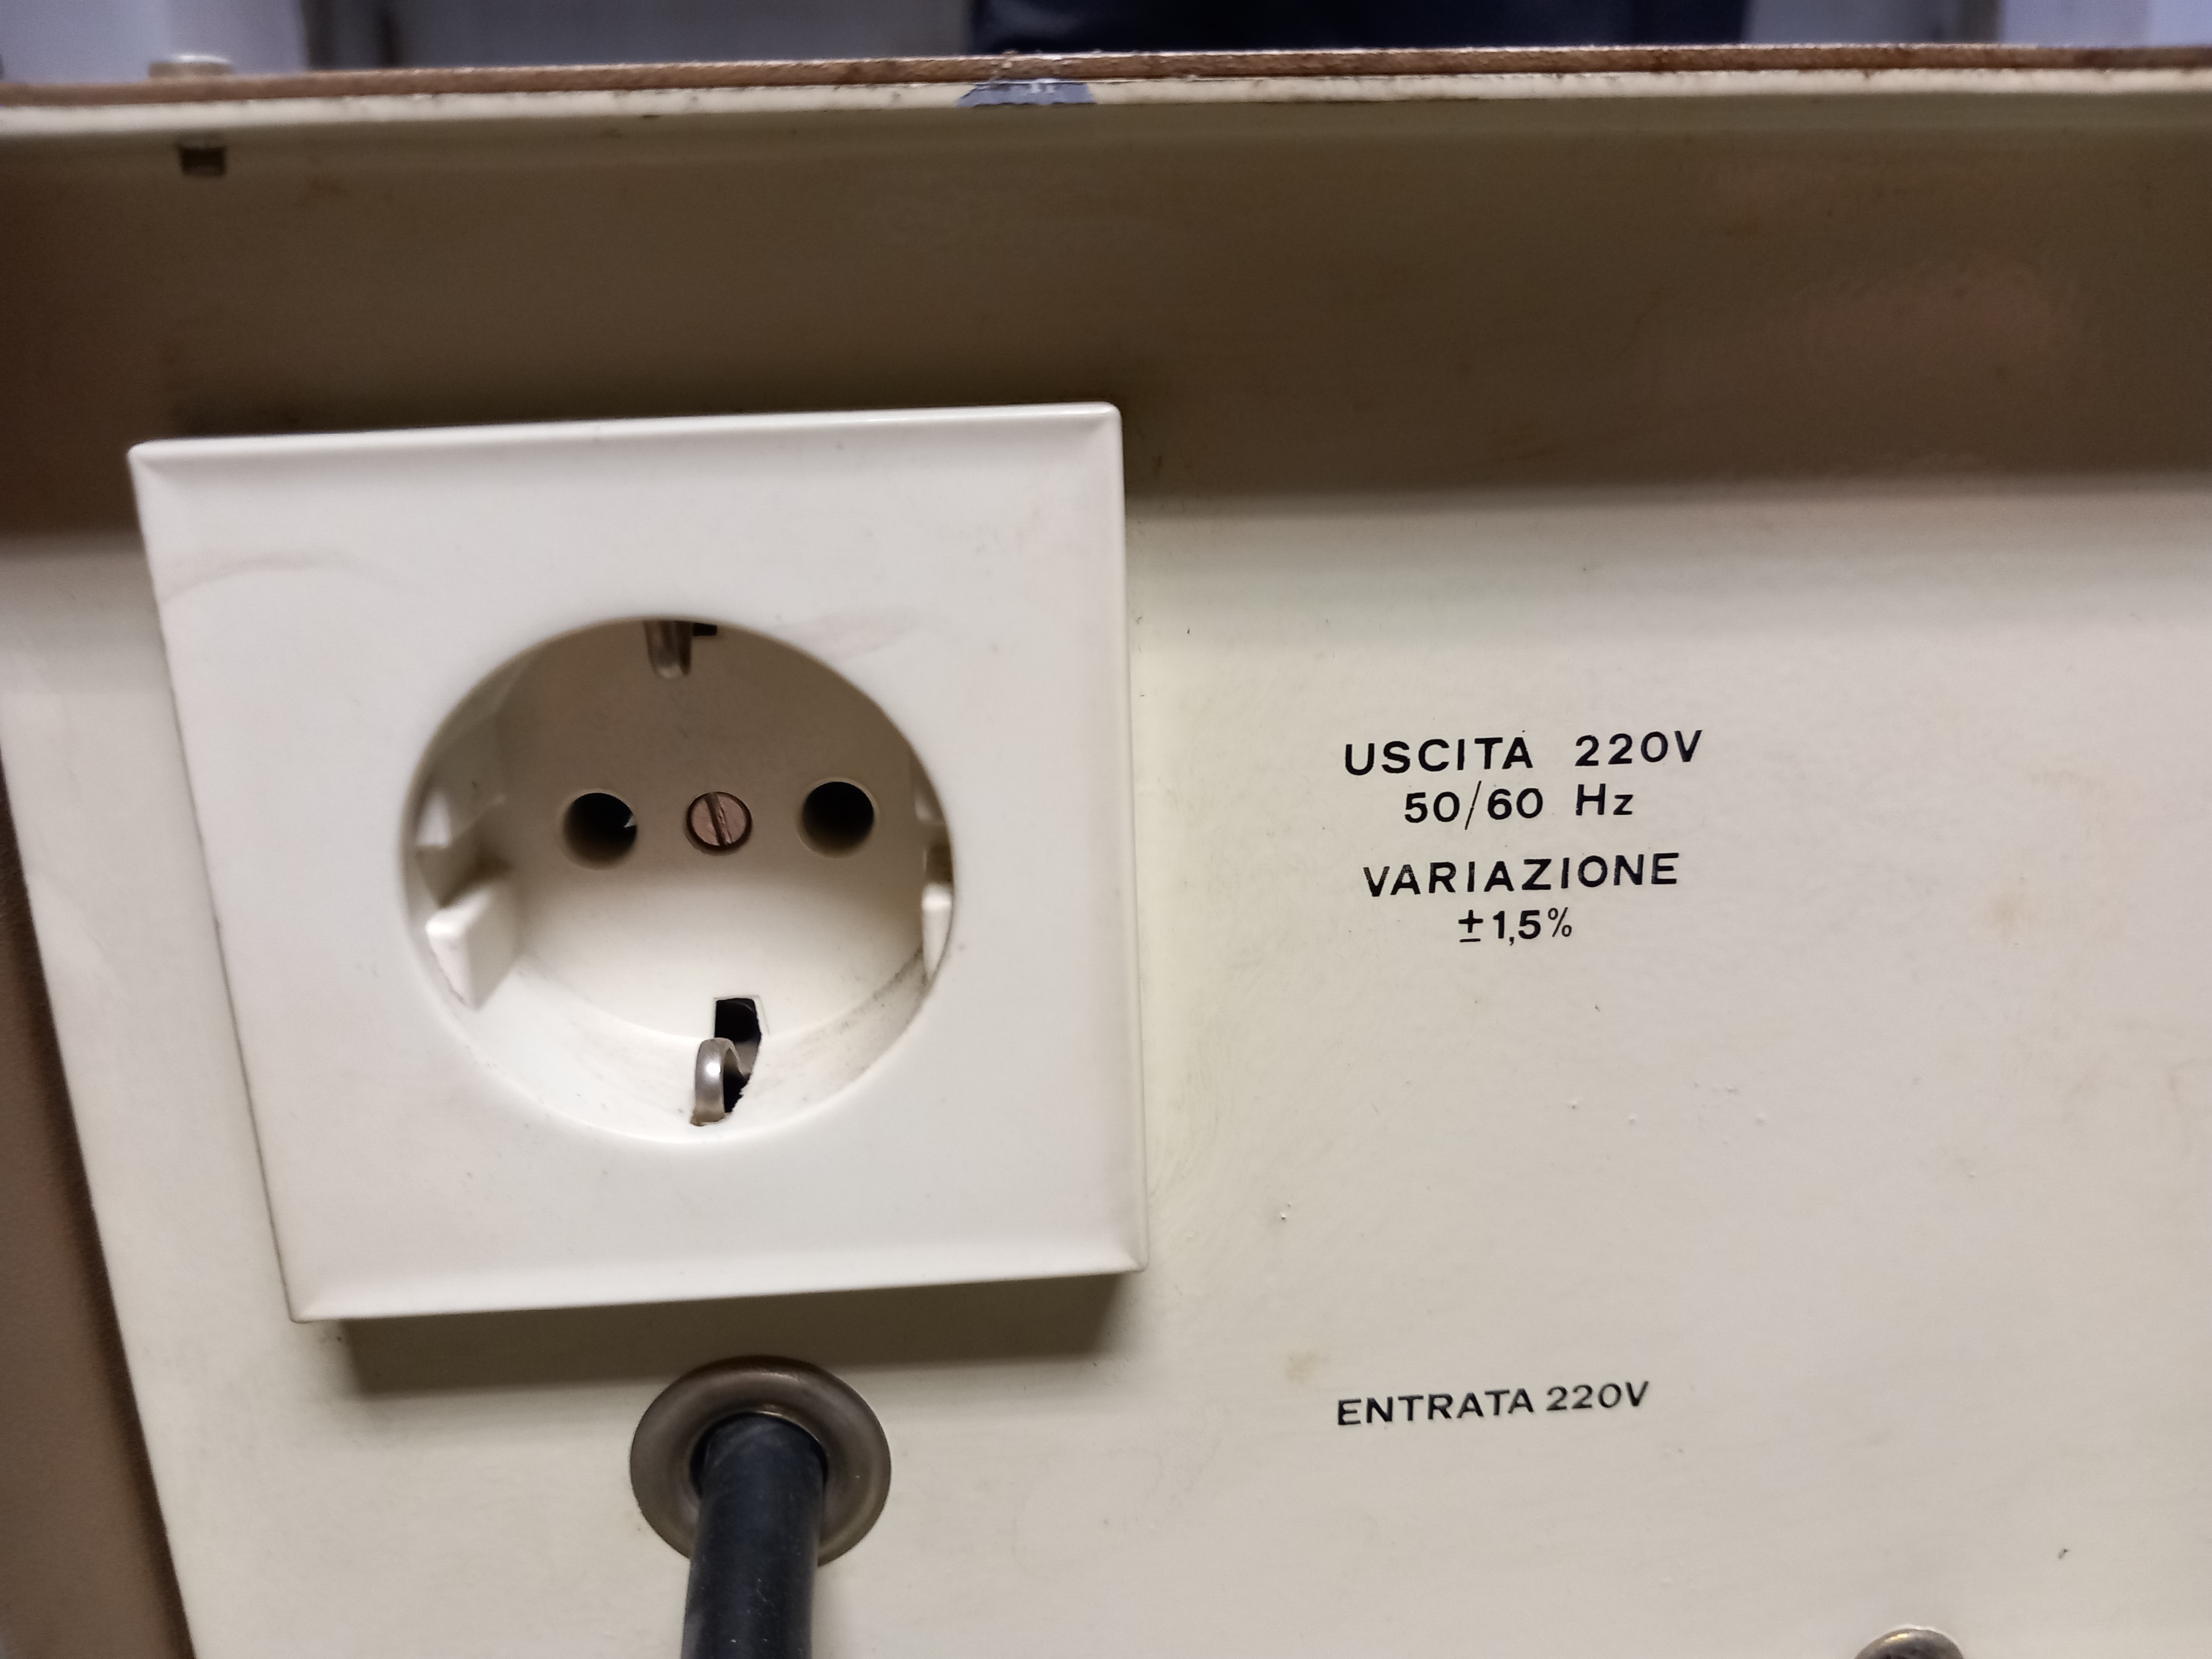 USCITA 220V
50/60 Hz
VARIAZIONE
±1,5%
ENTRATA 220V